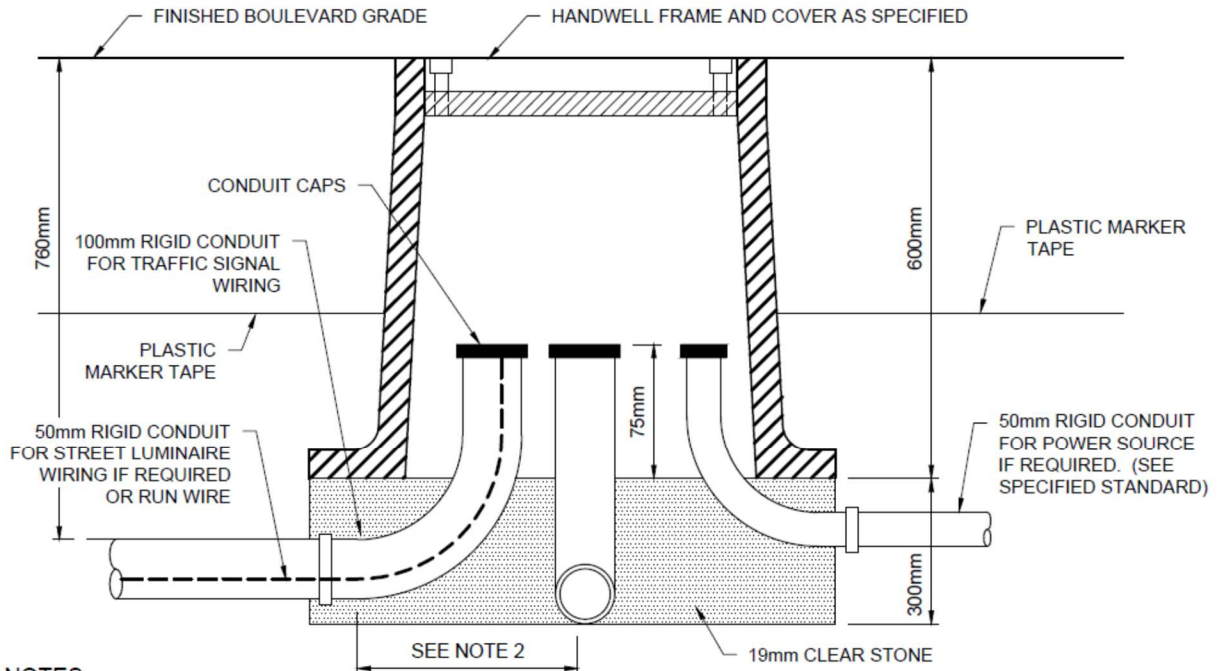 FINISHED BOULEVARD GRADE
HANDWELL FRAME AND COVER AS SPECIFIED
760mm
CONDUIT CAPS
100mm RIGID CONDUIT
FOR TRAFFIC SIGNAL
WIRING
600mm
PLASTIC MARKER
TAPE
PLASTIC
MARKER TAPE
75mm
50mm RIGID CONDUIT
FOR STREET LUMINAIRE
WIRING IF REQUIRED
OR RUN WIRE
50mm RIGID CONDUIT
FOR POWER SOURCE
IF REQUIRED. (SEE
SPECIFIED STANDARD)
300mm
SEE NOTE 2
19mm CLEAR STONE